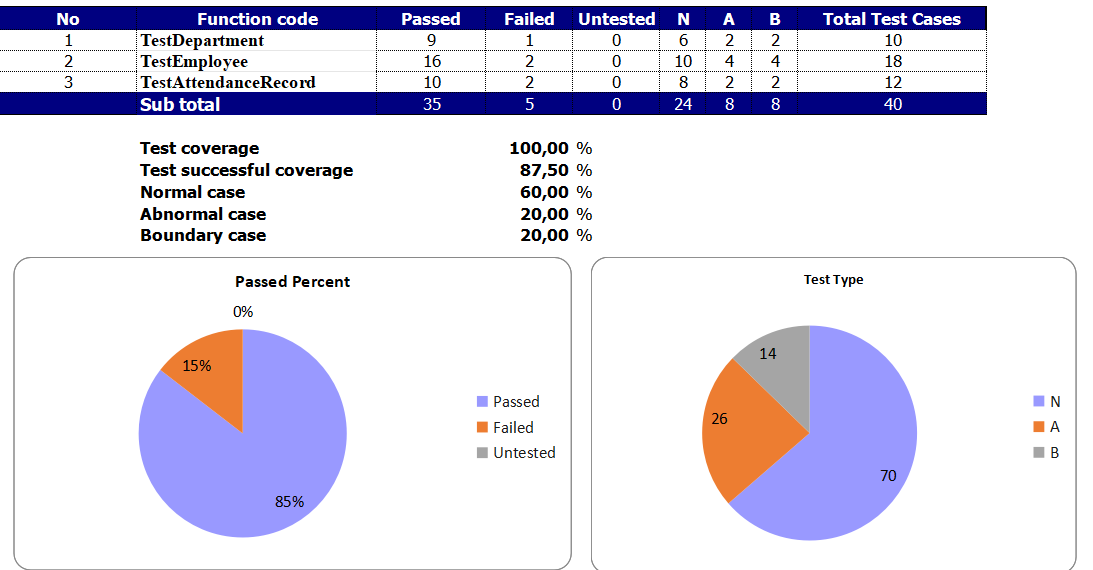 No Function code Passed Failed Untested N A B Total Test Cases
1 TestDepartment 9 1 0 6 2 2 10
2 TestEmployee 16 2 0 10 4 4 18
3 TestAttendanceRecord 10 2 0 8 2 2 12
Sub total 35 5 0 24 8 8 40
Test coverage 100,00 %
Test successful coverage 87,50 %
Normal case 60,00 %
Abnormal case 20,00 %
Boundary case 20,00 %
Passed Percent
0%
15%
85%
Passed
Failed
Untested
Test Type
14
26
70
N
A
B